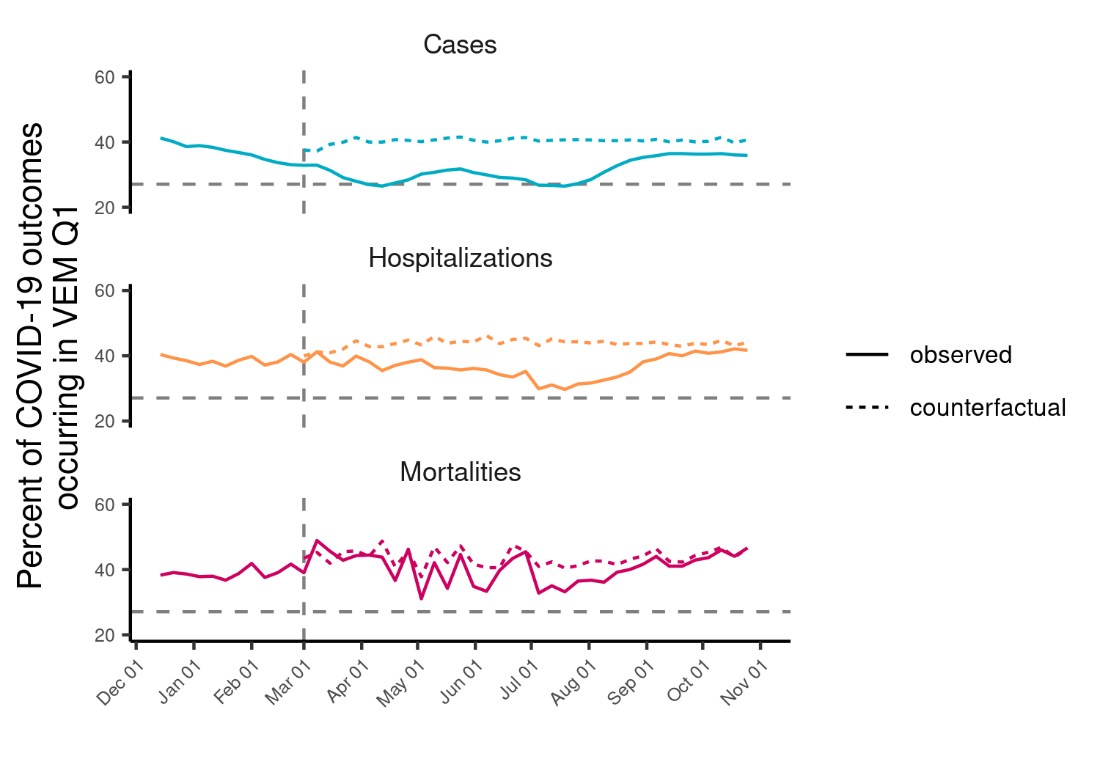 Cases
60
40
20
Hospitalizations
60
40
20
Mortalities
60
40
20
Percent of COVID-19 outcomes
occurring in VEM Q1
Dec 01
Jan 01
Feb 01
Mar 01
Apr 01
May 01
Jun 01
Jul 01
Aug 01
Sep 01
Oct 01
Nov 01
observed
counterfactual